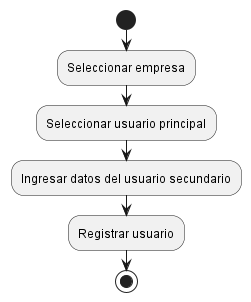 Seleccionar empresa
Seleccionar usuario principal
Ingresar datos del usuario secundario
Registrar usuario